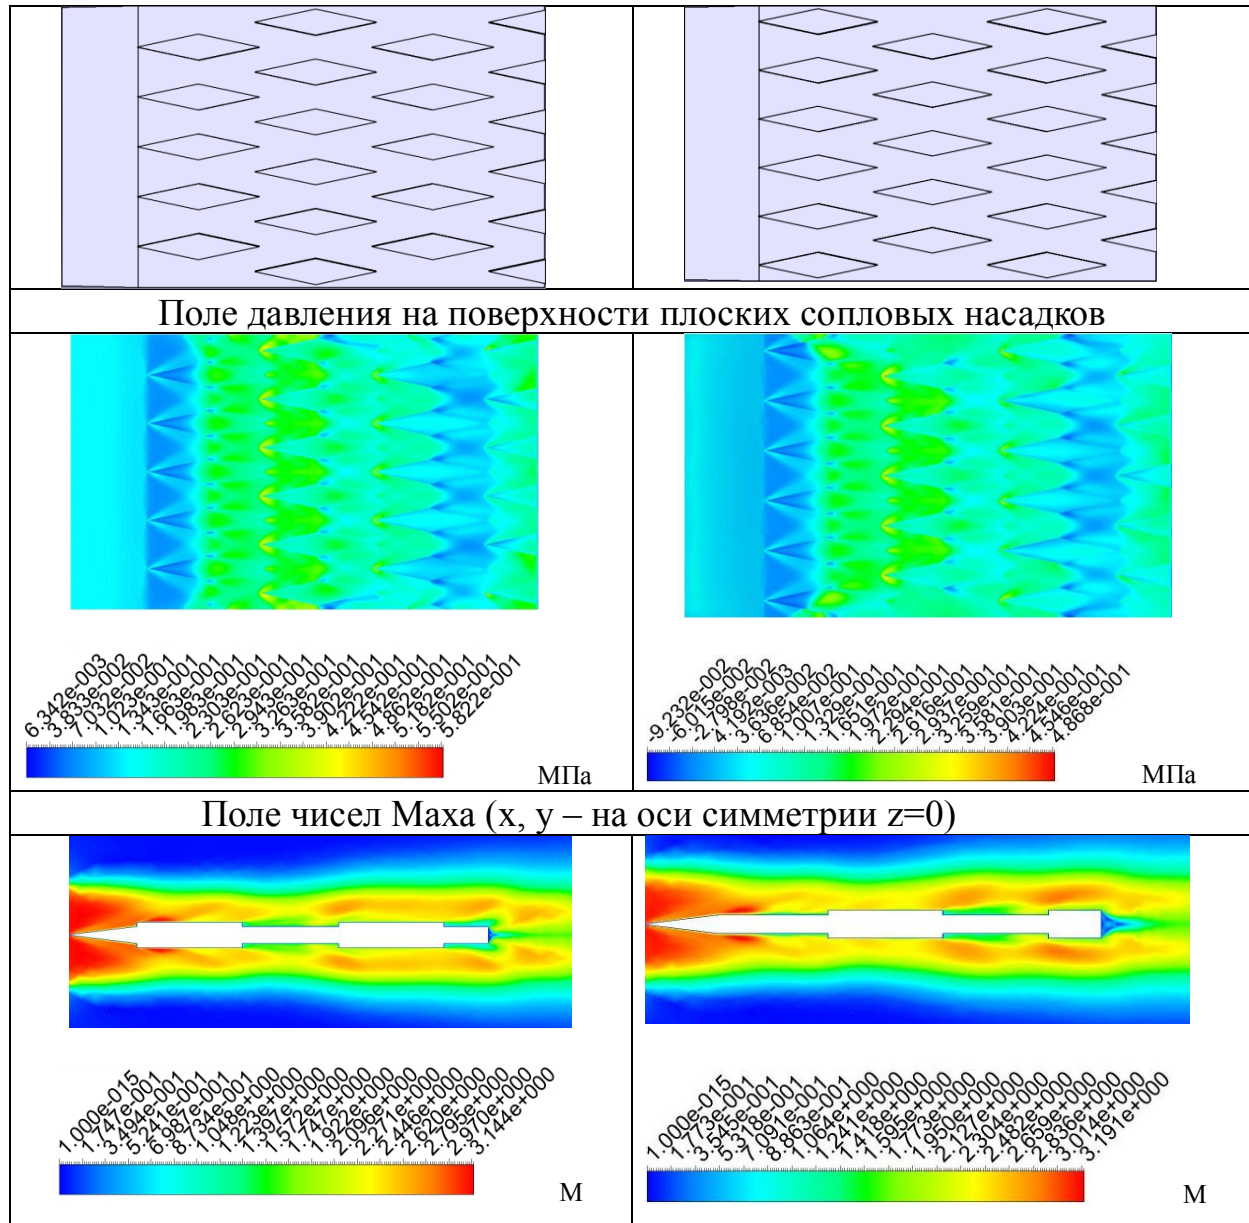 Поле давления на поверхности плоских сопловых насадков
6.342e-003
3.833e-002
7.032e-002
1.023e-001
1.343e-001
1.663e-001
1.983e-001
2.303e-001
2.623e-001
2.943e-001
3.263e-001
3.582e-001
3.902e-001
4.222e-001
4.542e-001
4.862e-001
5.182e-001
5.502e-001
5.822e-001
МПа
-9.232e-002
-6.015e-002
-2.798e-002
4.192e-003
3.636e-002
6.854e-002
1.007e-001
1.329e-001
1.651e-001
1.972e-001
2.294e-001
2.616e-001
2.937e-001
3.259e-001
3.581e-001
3.903e-001
4.224e-001
4.546e-001
4.868e-001
МПа
Поле чисел Маха (x, y – на оси симметрии z=0)
1.000e-015
1.747e-001
3.494e-001
5.241e-001
6.987e-001
8.734e-001
1.048e+000
1.223e+000
1.397e+000
1.572e+000
1.747e+000
1.922e+000
2.096e+000
2.271e+000
2.446e+000
2.620e+000
2.795e+000
2.970e+000
3.144e+000
М
1.000e-015
1.773e-001
3.545e-001
5.318e-001
7.091e-001
8.863e-001
1.064e+000
1.241e+000
1.418e+000
1.595e+000
1.773e+000
1.950e+000
2.127e+000
2.304e+000
2.482e+000
2.659e+000
2.836e+000
3.014e+000
3.191e+000
М